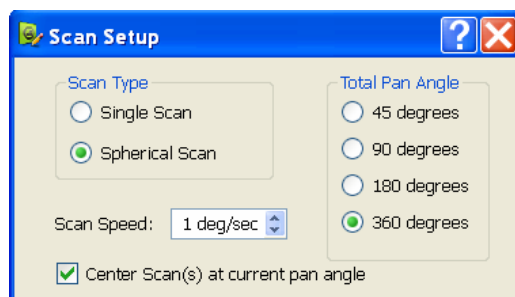 Scan Setup
Scan Type
Single Scan
Spherical Scan
Scan Speed: 1 deg/sec
Total Pan Angle
45 degrees
90 degrees
180 degrees
360 degrees
Center Scan(s) at current pan angle